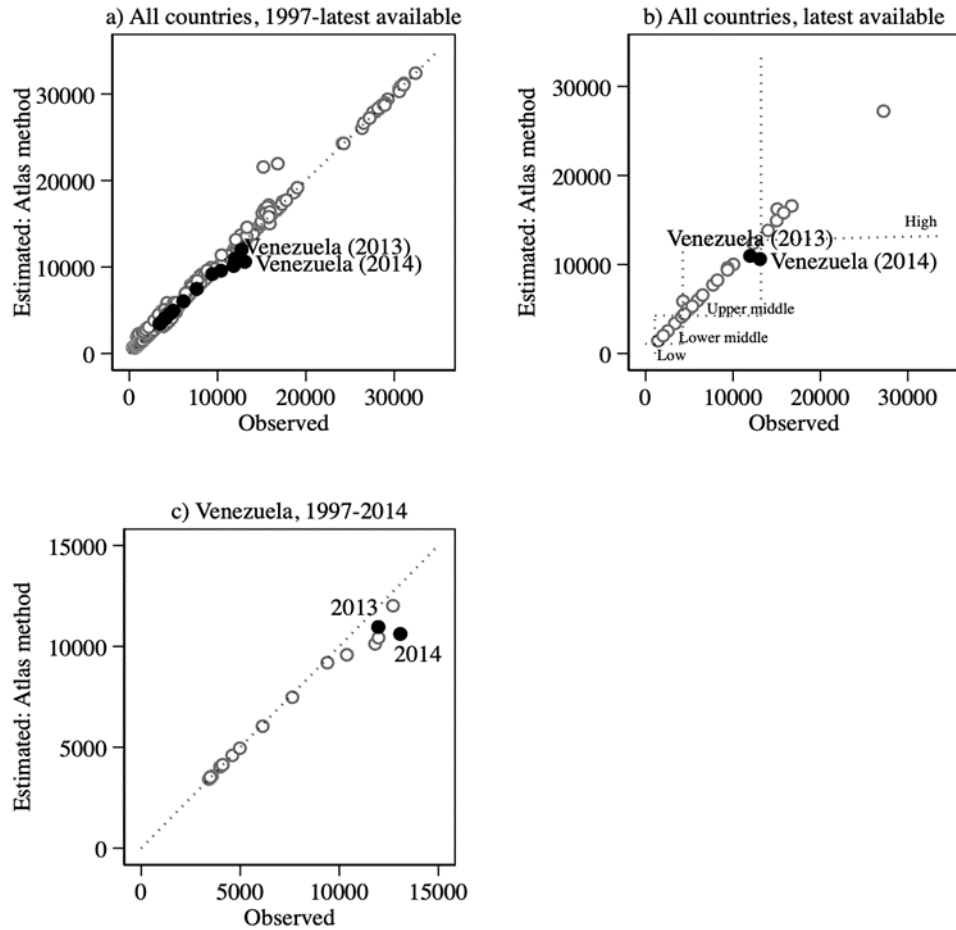 a) All countries, 1997-latest available
Estimated: Atlas method
30000
20000
10000
0
Venezuela (2013)
Venezuela (2014)
0
10000
20000
30000
Observed
b) All countries, latest available
Estimated: Atlas method
30000
20000
10000
0
High
Venezuela (2013)
Venezuela (2014)
Upper middle
Lower middle
Low
0
10000
20000
30000
Observed
c) Venezuela, 1997-2014
Estimated: Atlas method
15000
10000
5000
0
2013
2014
0
5000
10000
15000
Observed